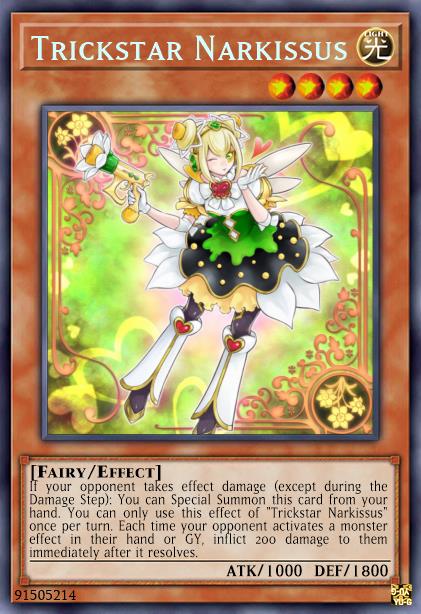 Trickstar Narkissus
LIGHT
光
[Fairy/Effect]
If your opponent takes effect damage (except during the
Damage Step): You can Special Summon this card from your
hand. You can only use this effect of "Trickstar Narkissus"
once per turn. Each time your opponent activates a monster
effect in their hand or GY, inflict 200 damage to them
immediately after it resolves.
ATK/1000 DEF/1800
91505214